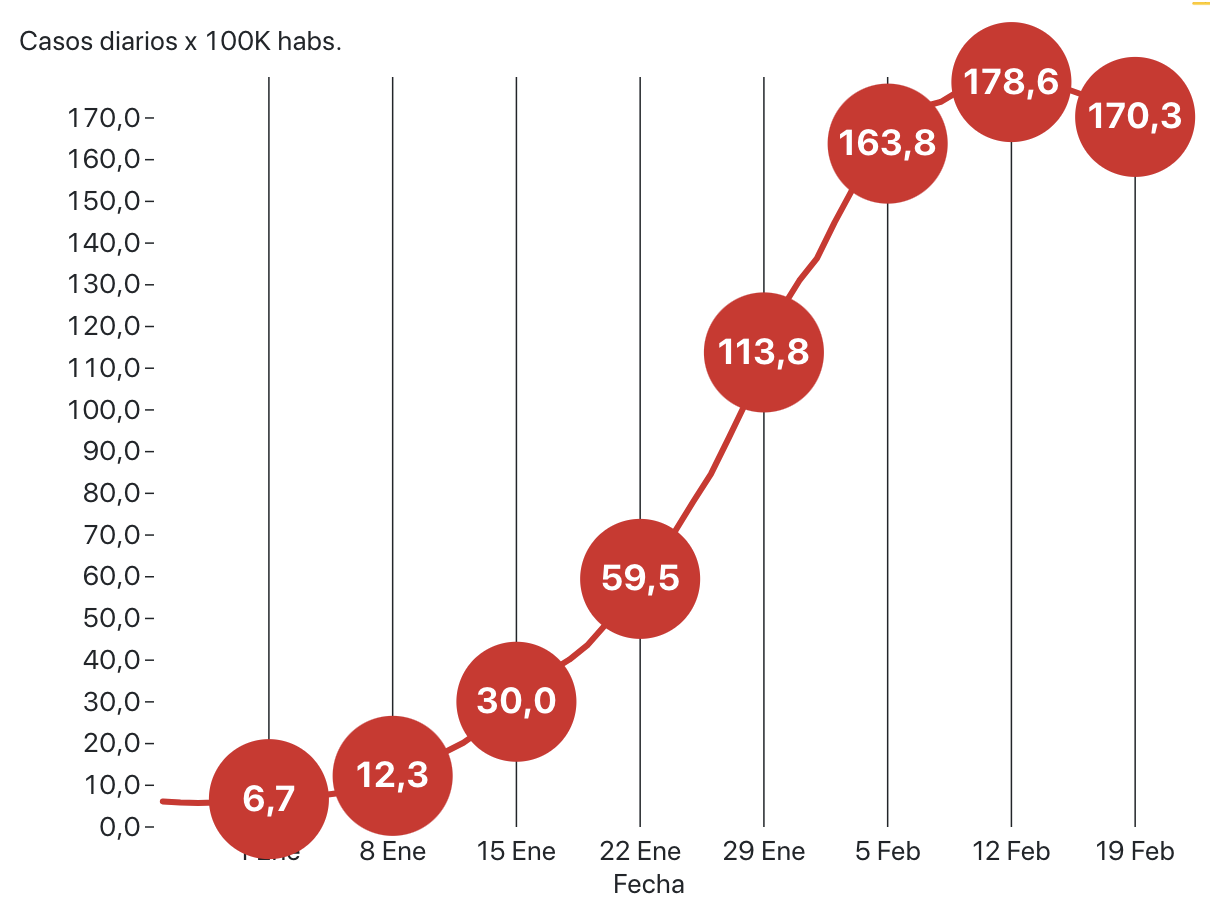 Casos diarios x 100K habs.
170,0
160,0
150,0
140,0
130,0
120,0
110,0
100,0
90,0
80,0
70,0
60,0
50,0
40,0
30,0
20,0
10,0
0,0
6,7
12,3
30,0
59,5
113,8
163,8
178,6
170,3
1 Ene
8 Ene
15 Ene
22 Ene
29 Ene
5 Feb
12 Feb
19 Feb
Fecha